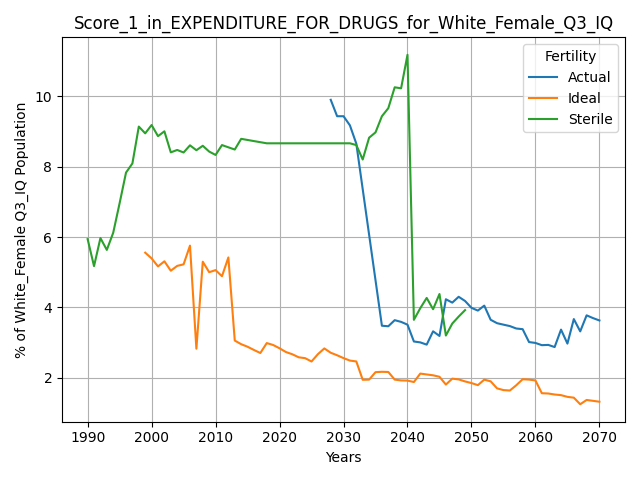 Score_1_in_EXPENDITURE_FOR_DRUGS_for_White_Female_Q3_IQ
Fertility
Actual
Ideal
Sterile
% of White_Female Q3_IQ Population
10
8
6
4
2
1990 2000 2010 2020 2030 2040 2050 2060 2070
Years